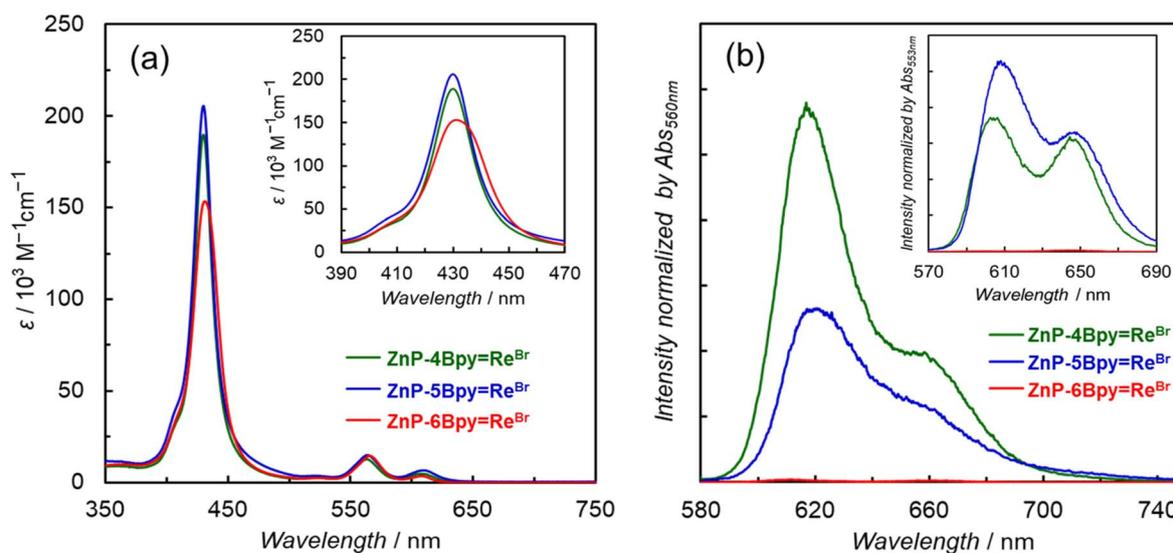 (a)
250
200
150
100
50
0
350 450 550 650 750
ε / 10³ M⁻¹cm⁻¹
Wavelength / nm
250
200
150
100
50
0
390 410 430 450 470
ε / 10³ M⁻¹cm⁻¹
Wavelength / nm
ZnP-4Bpy=Reᴮʳ
ZnP-5Bpy=Reᴮʳ
ZnP-6Bpy=Reᴮʳ
(b)
Intensity normalized by Abs560nm
580 620 660 700 740
Wavelength / nm
Intensity normalized by Abs553nm
570 610 650 690
Wavelength / nm
ZnP-4Bpy=Reᴮʳ
ZnP-5Bpy=Reᴮʳ
ZnP-6Bpy=Reᴮʳ